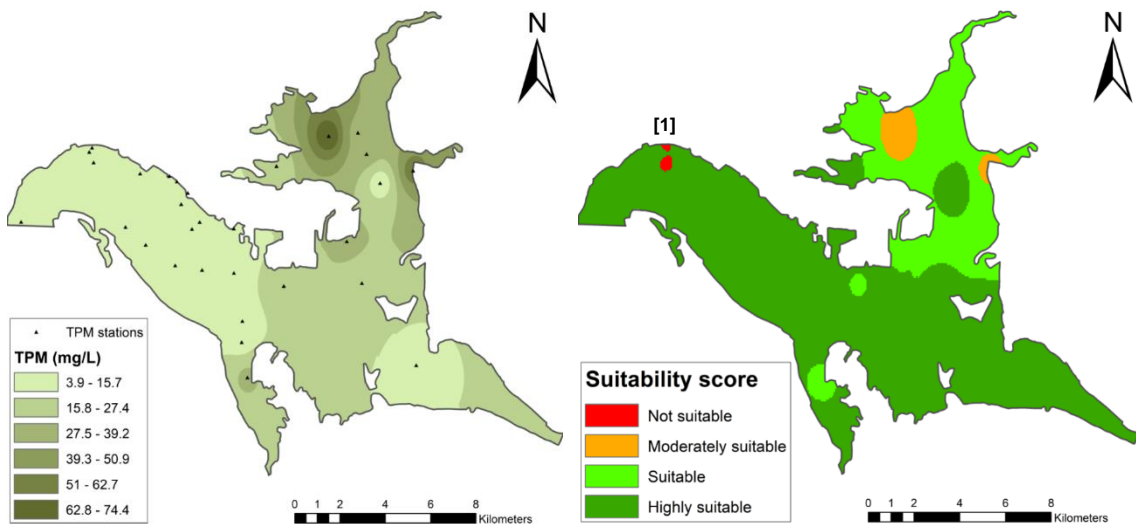 N
TPM stations
TPM (mg/L)
3.9 - 15.7
15.8 - 27.4
27.5 - 39.2
39.3 - 50.9
51 - 62.7
62.8 - 74.4
0 1 2 4 6 8
Kilometers
N
[1]
Suitability score
Not suitable
Moderately suitable
Suitable
Highly suitable
0 1 2 4 6 8
Kilometers